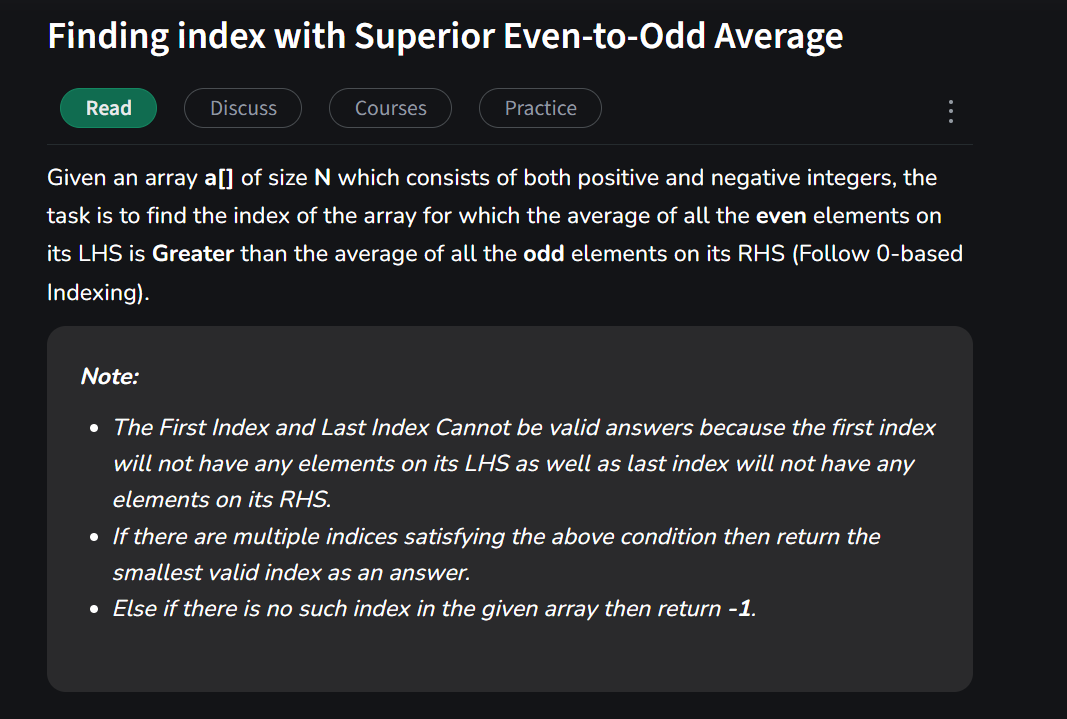 Finding index with Superior Even-to-Odd Average
Read Discuss Courses Practice
Given an array a[] of size N which consists of both positive and negative integers, the
task is to find the index of the array for which the average of all the even elements on
its LHS is Greater than the average of all the odd elements on its RHS (Follow 0-based
Indexing).
Note:
• The First Index and Last Index Cannot be valid answers because the first index
will not have any elements on its LHS as well as last index will not have any
elements on its RHS.
• If there are multiple indices satisfying the above condition then return the
smallest valid index as an answer.
• Else if there is no such index in the given array then return -1.